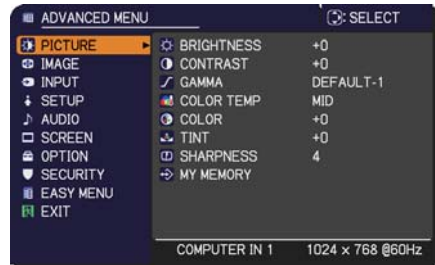 ADVANCED MENU : SELECT
PICTURE BRIGHTNESS +0
IMAGE CONTRAST +0
INPUT GAMMA DEFAULT-1
SETUP COLOR TEMP MID
AUDIO COLOR +0
SCREEN TINT +0
OPTION SHARPNESS 4
SECURITY MY MEMORY
EASY MENU
EXIT
COMPUTER IN 1 1024 × 768 @60Hz